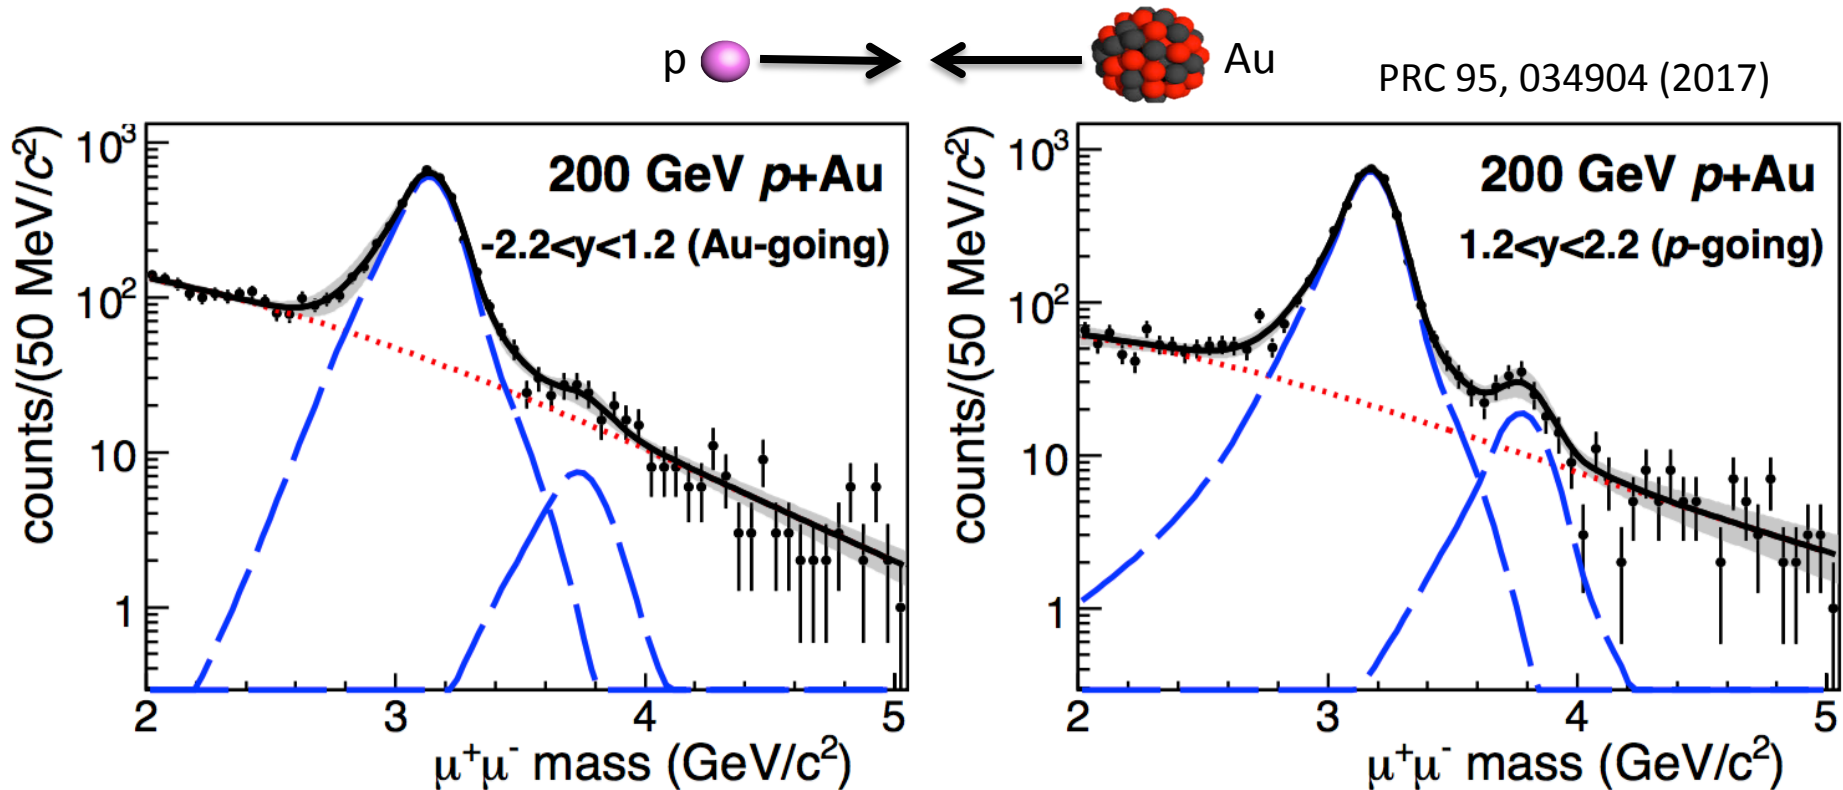 p Au
PRC 95, 034904 (2017)
200 GeV p+Au
-2.2<y<1.2 (Au-going)
counts/(50 MeV/c²)
10³
10²
10
1
2 3 4 5
μ⁺μ⁻ mass (GeV/c²)
200 GeV p+Au
1.2<y<2.2 (p-going)
counts/(50 MeV/c²)
10³
10²
10
1
2 3 4 5
μ⁺μ⁻ mass (GeV/c²)